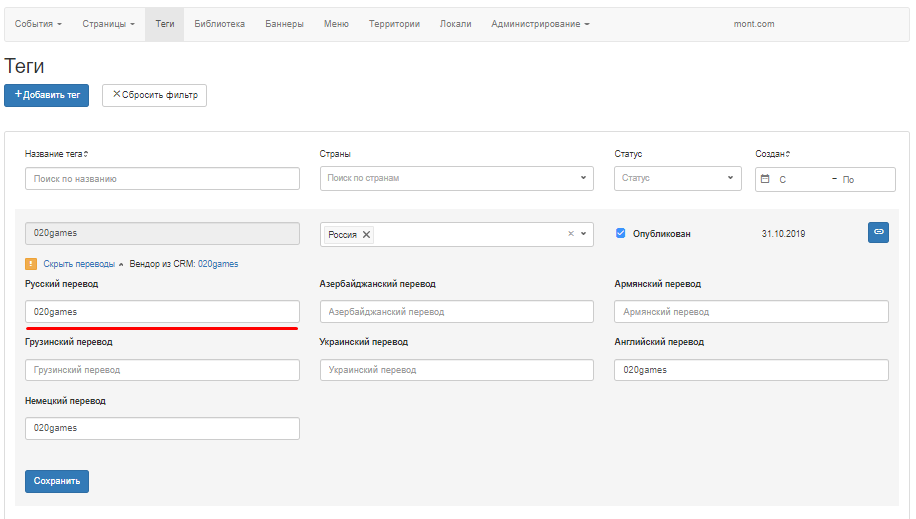 События Страницы Теги Библиотека Баннеры Меню Территории Локали Администрирование mont.com
Теги
+Добавить тег ×Сбросить фильтр
Название тега Страны Статус Создан
Поиск по названию Поиск по странам Статус С - По
020games Россия × × Опубликован 31.10.2019
! Скрыть переводы Вендор из CRM: 020games
Русский перевод Азербайджанский перевод Армянский перевод
020games Азербайджанский перевод Армянский перевод
Грузинский перевод Украинский перевод Английский перевод
Грузинский перевод Украинский перевод 020games
Немецкий перевод
020games
Сохранить